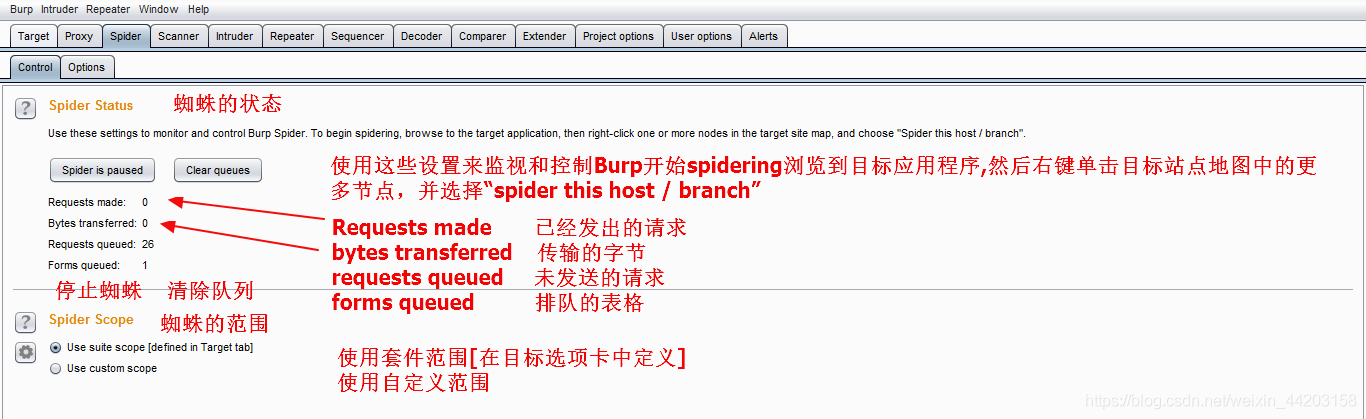 Burp Intruder Repeater Window Help
Target Proxy Spider Scanner Intruder Repeater Sequencer Decoder Comparer Extender Project options User options Alerts
Control Options
? Spider Status 蜘蛛的状态
Use these settings to monitor and control Burp Spider. To begin spidering, browse to the target application, then right-click one or more nodes in the target site map, and choose "Spider this host / branch".
Spider is paused Clear queues
使用这些设置来监视和控制Burp开始spidering浏览到目标应用程序,然后右键单击目标站点地图中的更
多节点，并选择“spider this host / branch”
Requests made: 0
Bytes transferred: 0
Requests queued: 26
Forms queued: 1
Requests made 已经发出的请求
bytes transferred 传输的字节
requests queued 未发送的请求
forms queued 排队的表格
停止蜘蛛 清除队列
? Spider Scope 蜘蛛的范围
Use suite scope [defined in Target tab]
Use custom scope
使用套件范围[在目标选项卡中定义]
使用自定义范围
https://blog.csdn.net/weixin_44203158